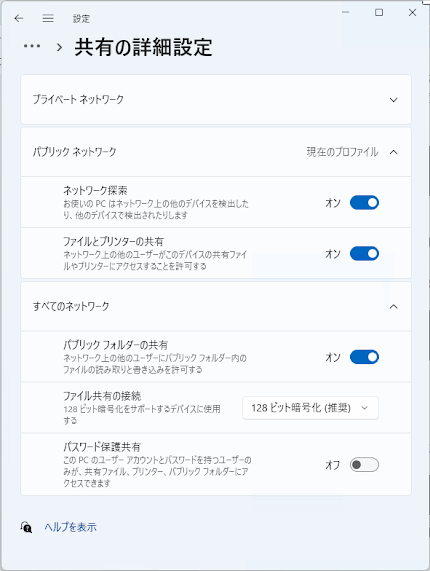 設定
… > 共有の詳細設定
プライベート ネットワーク
パブリック ネットワーク 現在のプロファイル
ネットワーク探索
お使いの PC はネットワーク上の他のデバイスを検出した
り、他のデバイスで検出されたりします
オン
ファイルとプリンターの共有
ネットワーク上の他のユーザーがこのデバイスの共有ファイ
ルやプリンターにアクセスすることを許可する
オン
すべてのネットワーク
パブリック フォルダーの共有
ネットワーク上の他のユーザーにパブリック フォルダー内の
ファイルの読み取りと書き込みを許可する
オン
ファイル共有の接続
128 ビット暗号化をサポートするデバイスに使用
する
128 ビット暗号化 (推奨)
パスワード保護共有
この PC のユーザー アカウントとパスワードを持つユーザーの
みが、共有ファイル、プリンター、パブリック フォルダーにア
クセスできます
オフ
ヘルプを表示